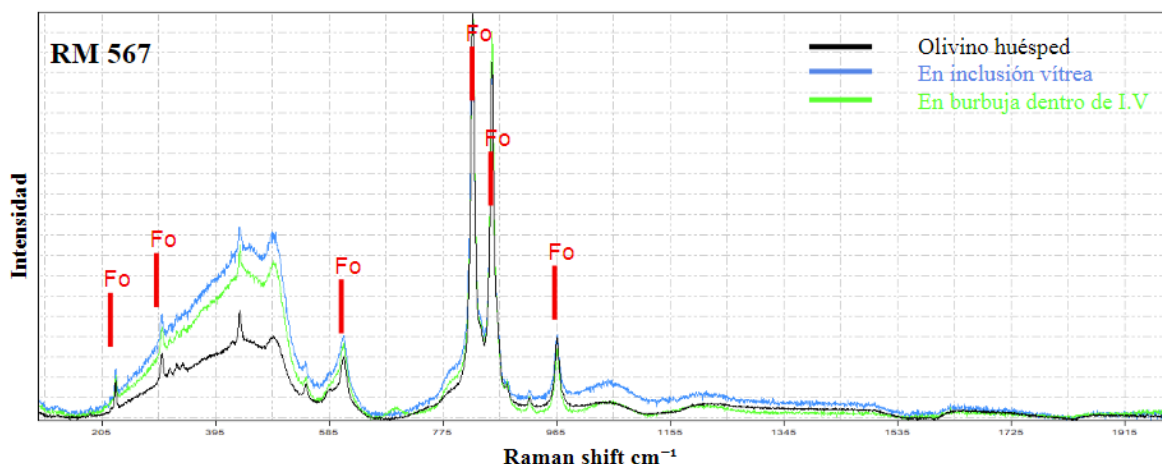 RM 567
Olivino huésped
En inclusión vítrea
En burbuja dentro de I.V
Fo
Fo
Fo
Fo
Fo
Fo
Intensidad
205 395 585 775 965 1155 1345 1535 1725 1915
Raman shift cm⁻¹